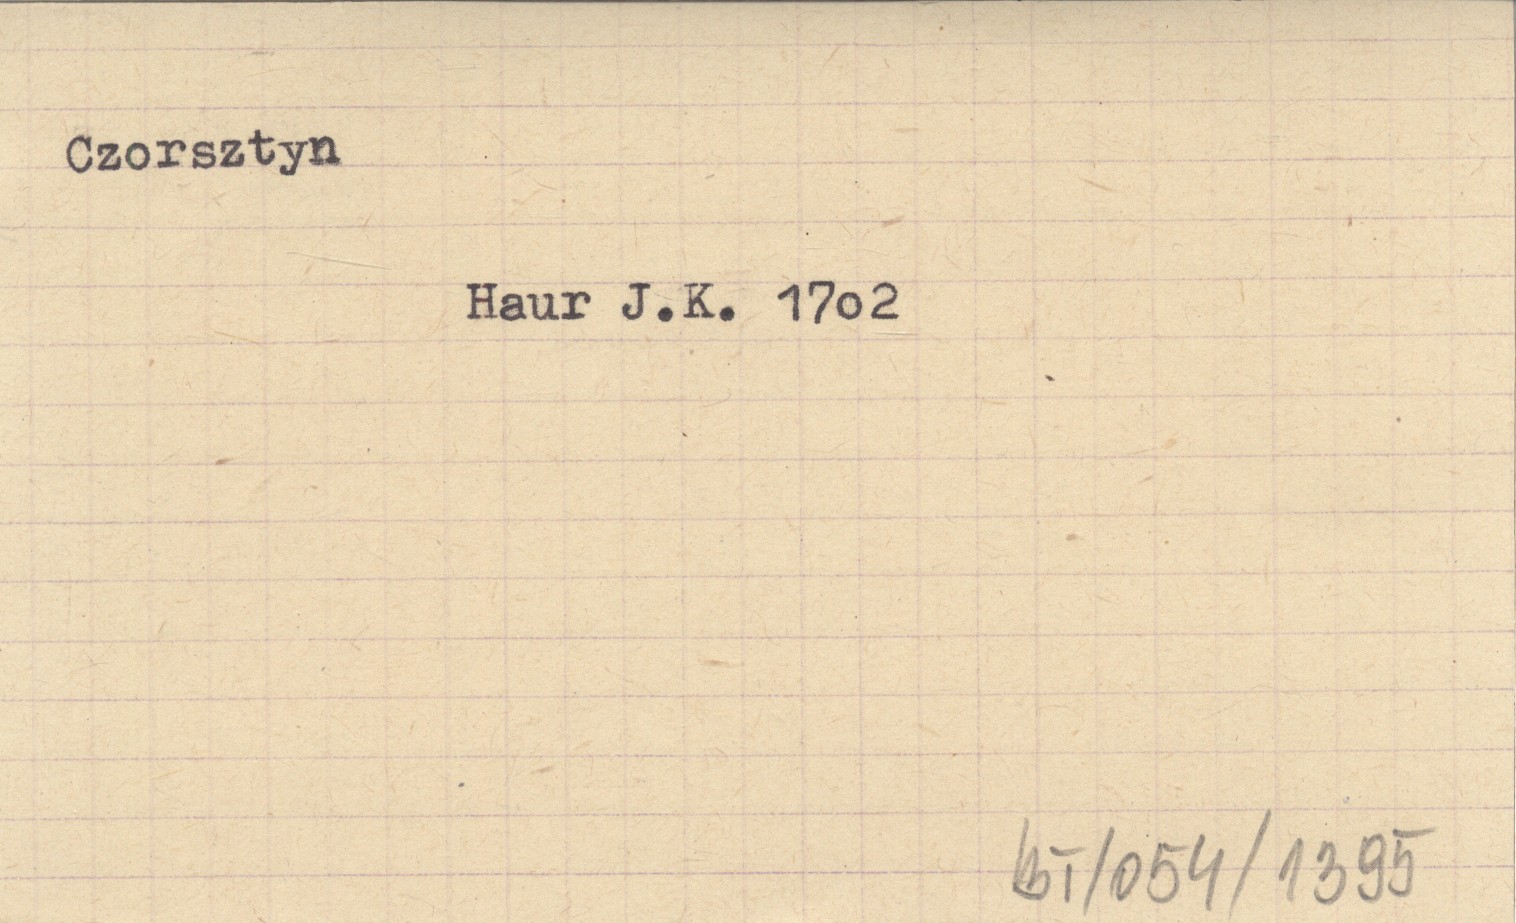 Czorsztyn
Haur J.K. 17o2
BT/054/1395